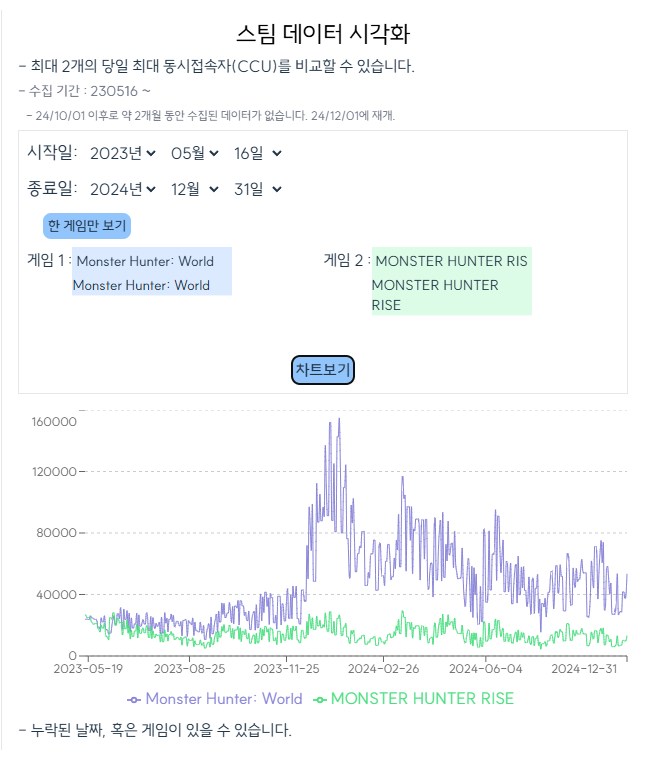 스팀 데이터 시각화
- 최대 2개의 당일 최대 동시접속자(CCU)를 비교할 수 있습니다.
- 수집 기간 : 230516 ~
- 24/10/01 이후로 약 2개월 동안 수집된 데이터가 없습니다. 24/12/01에 재개.
시작일: 2023년 05월 16일
종료일: 2024년 12월 31일
한 게임만 보기
게임 1 : Monster Hunter: World 게임 2 : MONSTER HUNTER RIS
Monster Hunter: World MONSTER HUNTER
RISE
차트보기
160000
120000
80000
40000
0
2023-05-19 2023-08-25 2023-11-25 2024-02-26 2024-06-04 2024-12-31
Monster Hunter: World MONSTER HUNTER RISE
- 누락된 날짜, 혹은 게임이 있을 수 있습니다.